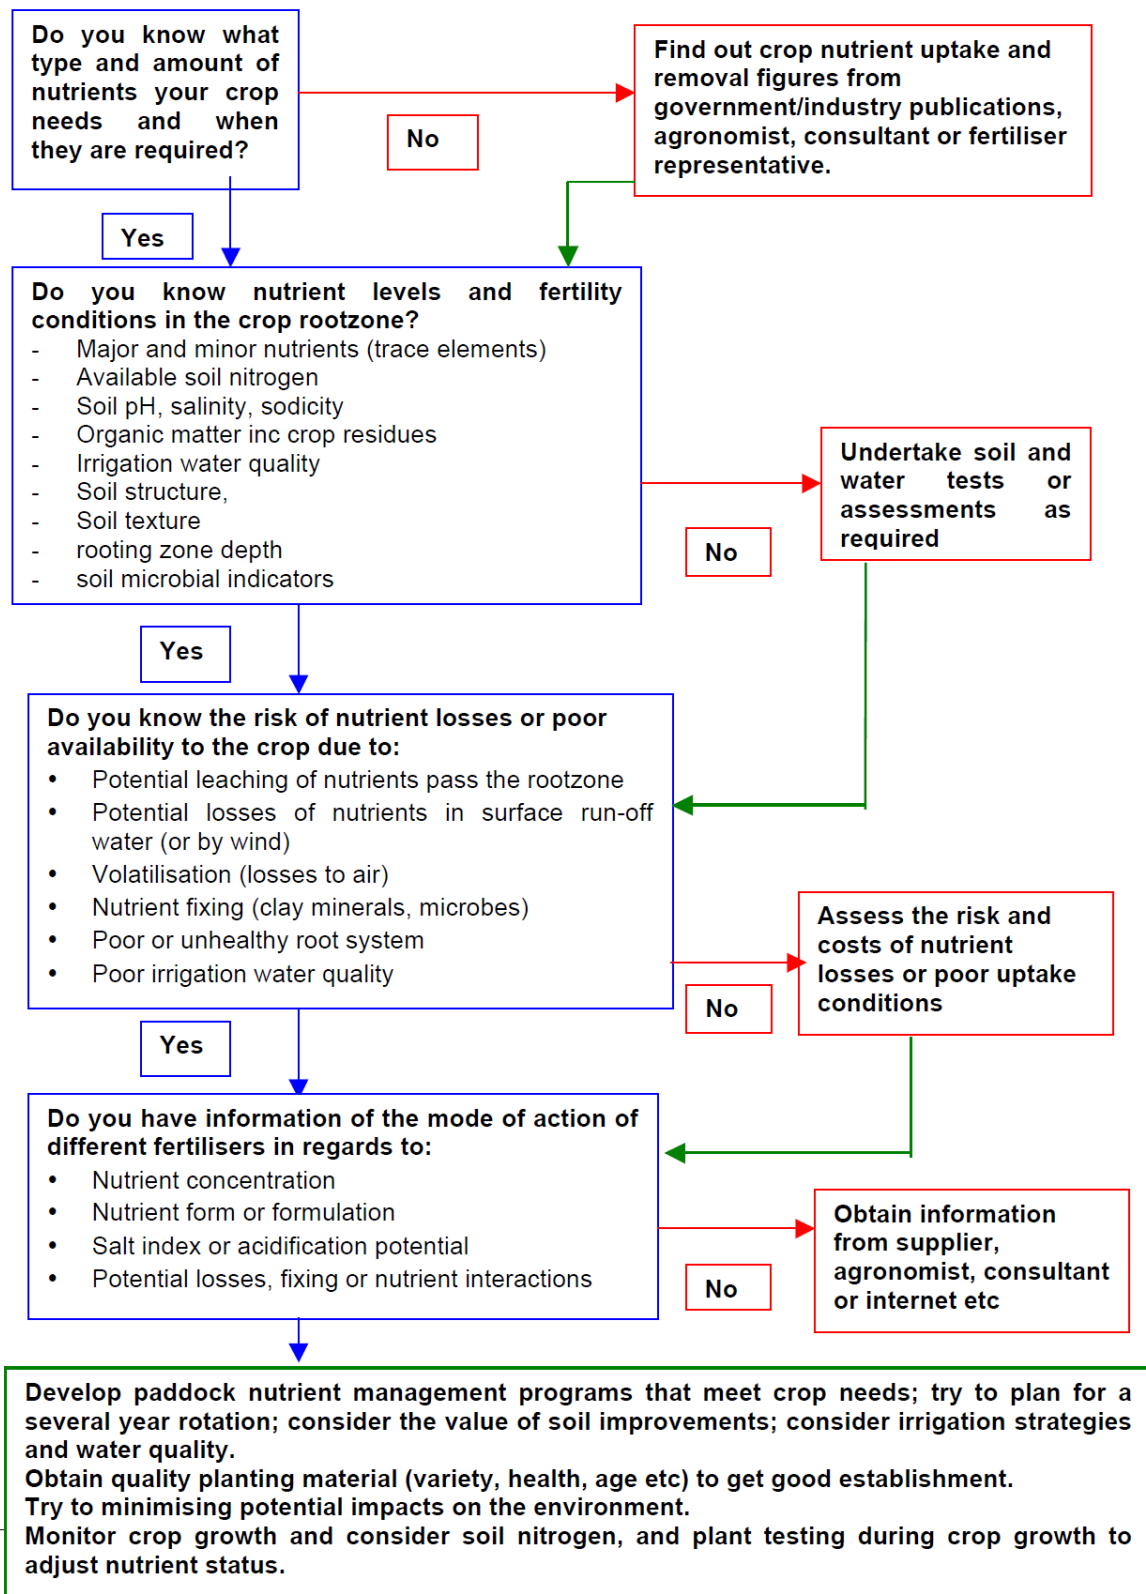 Do you know what
type and amount of
nutrients your crop
needs and when
they are required?
No
Find out crop nutrient uptake and
removal figures from
government/industry publications,
agronomist, consultant or fertiliser
representative.
Yes
Do you know nutrient levels and fertility
conditions in the crop rootzone?
- Major and minor nutrients (trace elements)
- Available soil nitrogen
- Soil pH, salinity, sodicity
- Organic matter inc crop residues
- Irrigation water quality
- Soil structure,
- Soil texture
- rooting zone depth
- soil microbial indicators
No
Undertake soil and
water tests or
assessments as
required
Yes
Do you know the risk of nutrient losses or poor
availability to the crop due to:
• Potential leaching of nutrients pass the rootzone
• Potential losses of nutrients in surface run-off
water (or by wind)
• Volatilisation (losses to air)
• Nutrient fixing (clay minerals, microbes)
• Poor or unhealthy root system
• Poor irrigation water quality
No
Assess the risk and
costs of nutrient
losses or poor uptake
conditions
Yes
Do you have information of the mode of action of
different fertilisers in regards to:
• Nutrient concentration
• Nutrient form or formulation
• Salt index or acidification potential
• Potential losses, fixing or nutrient interactions
No
Obtain information
from supplier,
agronomist, consultant
or internet etc
Develop paddock nutrient management programs that meet crop needs; try to plan for a
several year rotation; consider the value of soil improvements; consider irrigation strategies
and water quality.
Obtain quality planting material (variety, health, age etc) to get good establishment.
Try to minimising potential impacts on the environment.
Monitor crop growth and consider soil nitrogen, and plant testing during crop growth to
adjust nutrient status.